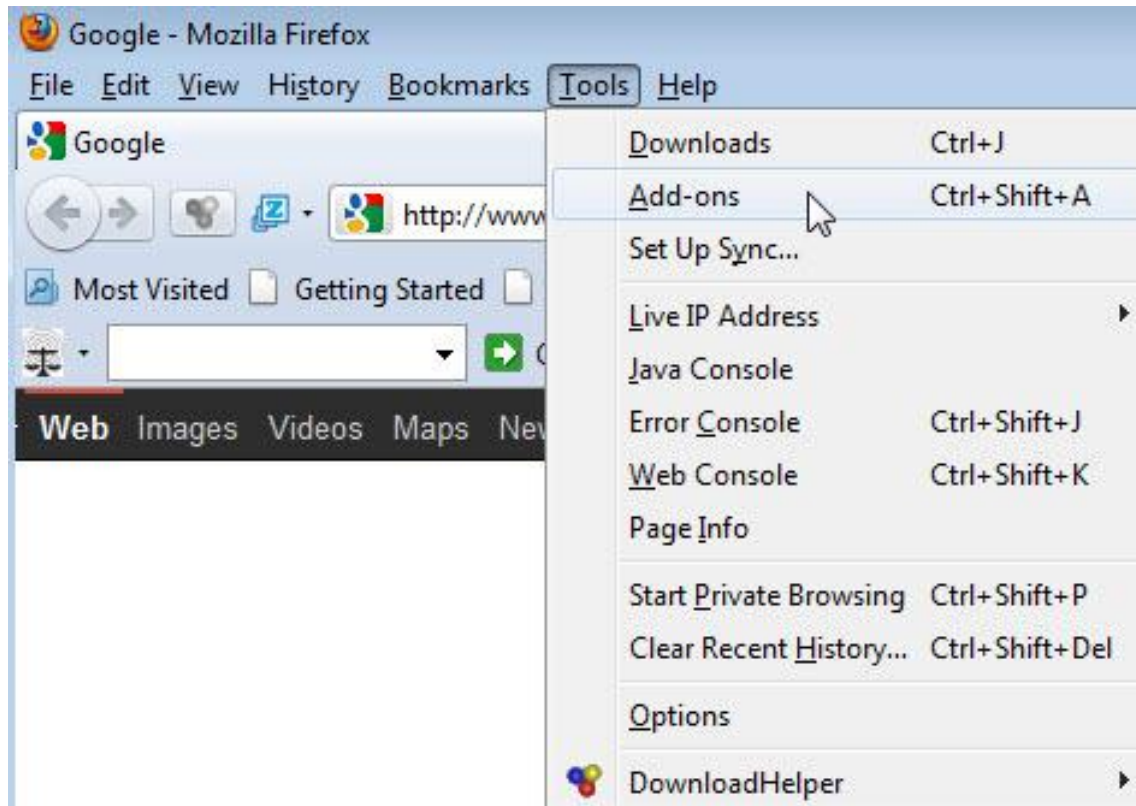 Google - Mozilla Firefox
File Edit View History Bookmarks Tools Help
Google
http://www
Most Visited Getting Started
Web Images Videos Maps
Downloads Ctrl+J
Add-ons Ctrl+Shift+A
Set Up Sync...
Live IP Address
Java Console
Error Console Ctrl+Shift+J
Web Console Ctrl+Shift+K
Page Info
Start Private Browsing Ctrl+Shift+P
Clear Recent History... Ctrl+Shift+Del
Options
DownloadHelper